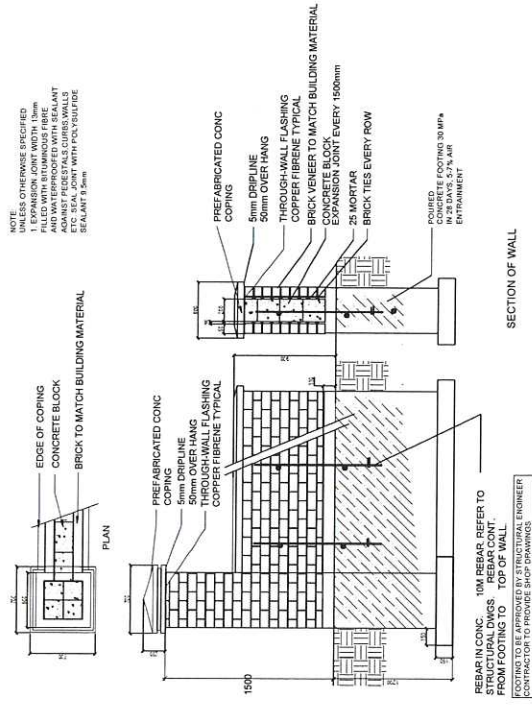 NOTE
UNLESS OTHERWISE SPECIFIED
1. EXPANSION JOINT WIDTH 13mm
FILLED WITH BITUMINOUS FIBRE
AND WATERPROOFED WITH SEALANT
AGAINST PEDESTALS,CURBS,WALLS
ETC. SEAL JOINT WITH POLYSULFIDE
SEALANT 9.5mm
EDGE OF COPING
CONCRETE BLOCK
BRICK TO MATCH BUILDING MATERIAL
PLAN
PREFABRICATED CONC
COPING
5mm DRIPLINE
50mm OVER HANG
THROUGH-WALL FLASHING
COPPER FIBRENE TYPICAL
1500
PREFABRICATED CONC
COPING
5mm DRIPLINE
50mm OVER HANG
THROUGH-WALL FLASHING
COPPER FIBRENE TYPICAL
BRICK VENEER TO MATCH BUILDING MATERIAL
CONCRETE BLOCK
EXPANSION JOINT EVERY 1500mm
25 MORTAR
BRICK TIES EVERY ROW
POURED
CONCRETE FOOTING 30 MPa
IN 28 DAYS, 5-7% AIR
ENTRAINMENT
SECTION OF WALL
REBAR IN CONC. 10M REBAR. REFER TO
STRUCTURAL DWGS. REBAR CONT.
FROM FOOTING TO TOP OF WALL
FOOTING TO BE APPROVED BY STRUCTURAL ENGINEER
CONTRACTOR TO PROVIDE SHOP DRAWINGS